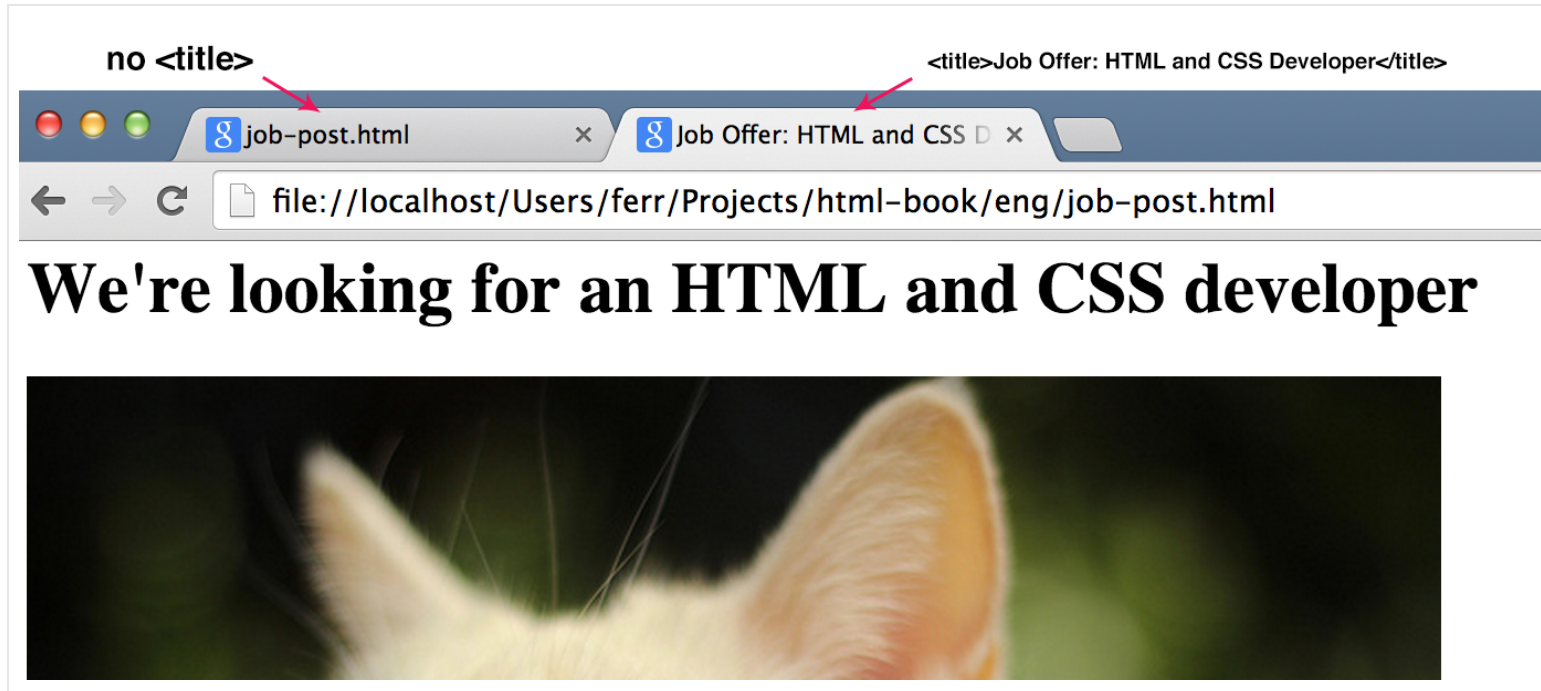 no <title>
<title>Job Offer: HTML and CSS Developer</title>
g job-post.html ×
g Job Offer: HTML and CSS D ×
file://localhost/Users/ferr/Projects/html-book/eng/job-post.html
We're looking for an HTML and CSS developer